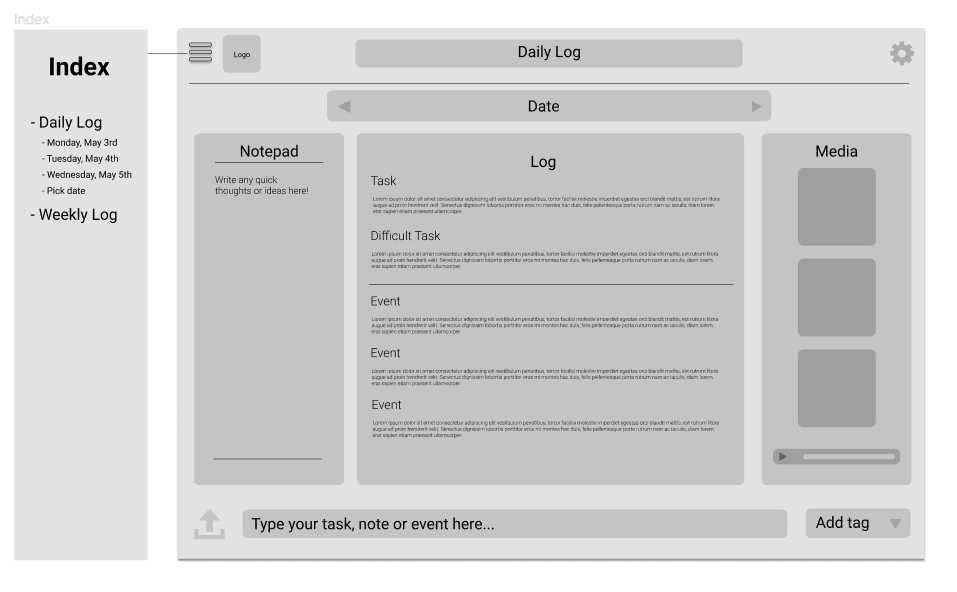 Index
Index
- Daily Log
- Monday, May 3rd
- Tuesday, May 4th
- Wednesday, May 5th
- Pick date
- Weekly Log
Logo
Daily Log
Date
Notepad
Write any quick
thoughts or ideas here!
Log
Task
Lorem ipsum dolor sit amet consectetur adipiscing elit vestibulum penatibus, tortor facilisi molestie imperdiet egestas orci blandit mattis, est rutrum litora
augue ad proin hendrerit velit. Senectus dignissim lobortis porttitor eros mi montes hac duis, felis pellentesque porta rutrum nam ac iaculis, diam lorem
erat sapien etiam praesent ullamcorper.
Difficult Task
Lorem ipsum dolor sit amet consectetur adipiscing elit vestibulum penatibus, tortor facilisi molestie imperdiet egestas orci blandit mattis, est rutrum litora
augue ad proin hendrerit velit. Senectus dignissim lobortis porttitor eros mi montes hac duis, felis pellentesque porta rutrum nam ac iaculis, diam lorem
erat sapien etiam praesent ullamcorper.
Event
Lorem ipsum dolor sit amet consectetur adipiscing elit vestibulum penatibus, tortor facilisi molestie imperdiet egestas orci blandit mattis, est rutrum litora
augue ad proin hendrerit velit. Senectus dignissim lobortis porttitor eros mi montes hac duis, felis pellentesque porta rutrum nam ac iaculis, diam lorem
erat sapien etiam praesent ullamcorper.
Event
Lorem ipsum dolor sit amet consectetur adipiscing elit vestibulum penatibus, tortor facilisi molestie imperdiet egestas orci blandit mattis, est rutrum litora
augue ad proin hendrerit velit. Senectus dignissim lobortis porttitor eros mi montes hac duis, felis pellentesque porta rutrum nam ac iaculis, diam lorem
erat sapien etiam praesent ullamcorper.
Event
Lorem ipsum dolor sit amet consectetur adipiscing elit vestibulum penatibus, tortor facilisi molestie imperdiet egestas orci blandit mattis, est rutrum litora
augue ad proin hendrerit velit. Senectus dignissim lobortis porttitor eros mi montes hac duis, felis pellentesque porta rutrum nam ac iaculis, diam lorem
erat sapien etiam praesent ullamcorper.
Media
Type your task, note or event here...
Add tag